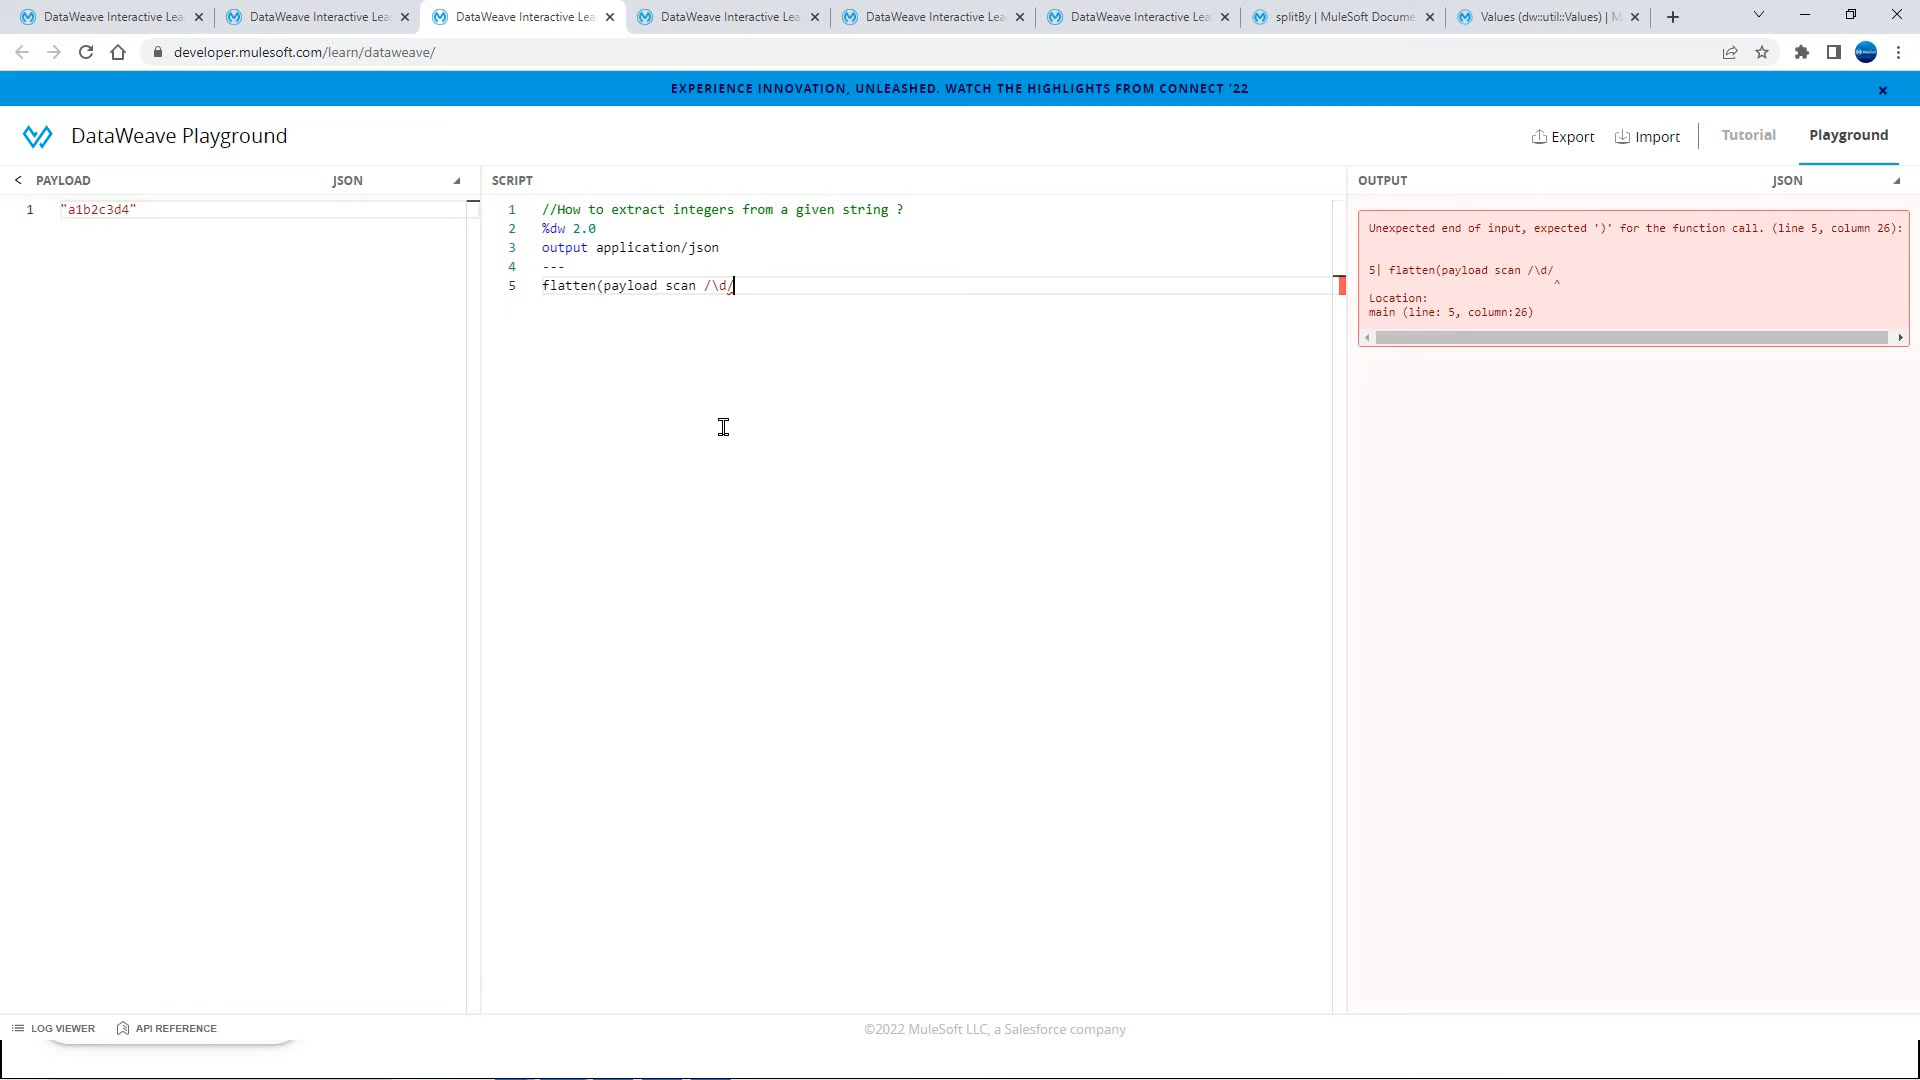 DataWeave Interactive Lea
DataWeave Interactive Lea
DataWeave Interactive Lea
DataWeave Interactive Lea
DataWeave Interactive Lea
DataWeave Interactive Lea
splitBy | MuleSoft Docume
Values (dw::util::Values) | M
developer.mulesoft.com/learn/dataweave/
EXPERIENCE INNOVATION, UNLEASHED. WATCH THE HIGHLIGHTS FROM CONNECT '22
DataWeave Playground
Export
Import
Tutorial
Playground
PAYLOAD
JSON
SCRIPT
OUTPUT
JSON
1 "a1b2c3d4"
1 //How to extract integers from a given string ?
2 %dw 2.0
3 output application/json
4 ---
5 flatten(payload scan /\d/
Unexpected end of input, expected ')' for the function call. (line 5, column 26):
5| flatten(payload scan /\d/
^
Location:
main (line: 5, column:26)
LOG VIEWER
API REFERENCE
©2022 MuleSoft LLC, a Salesforce company